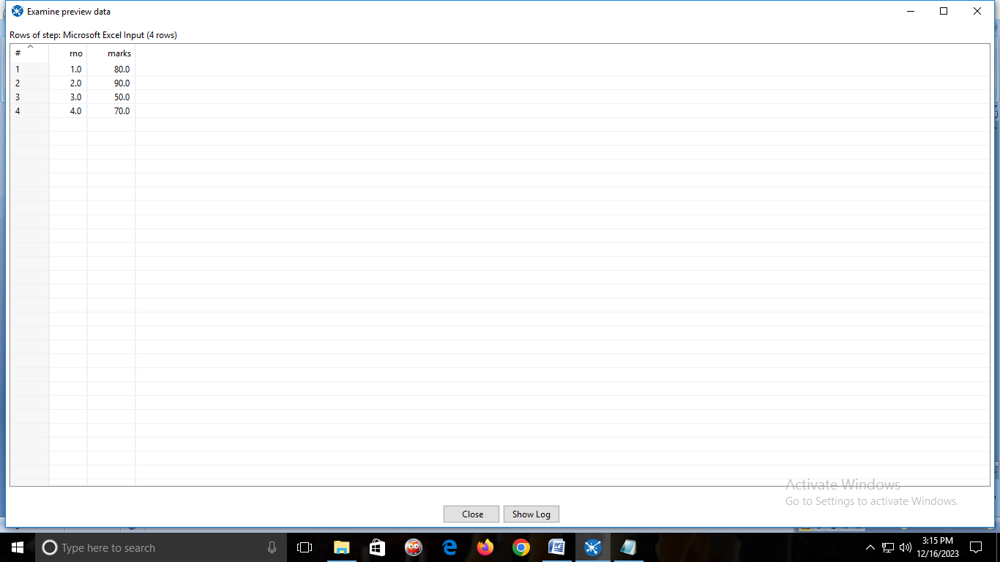 Examine preview data
Rows of step: Microsoft Excel Input (4 rows)
# rno marks
1 1.0 80.0
2 2.0 90.0
3 3.0 50.0
4 4.0 70.0
Activate Windows
Go to Settings to activate Windows.
Close Show Log
Type here to search
3:15 PM
12/16/2023